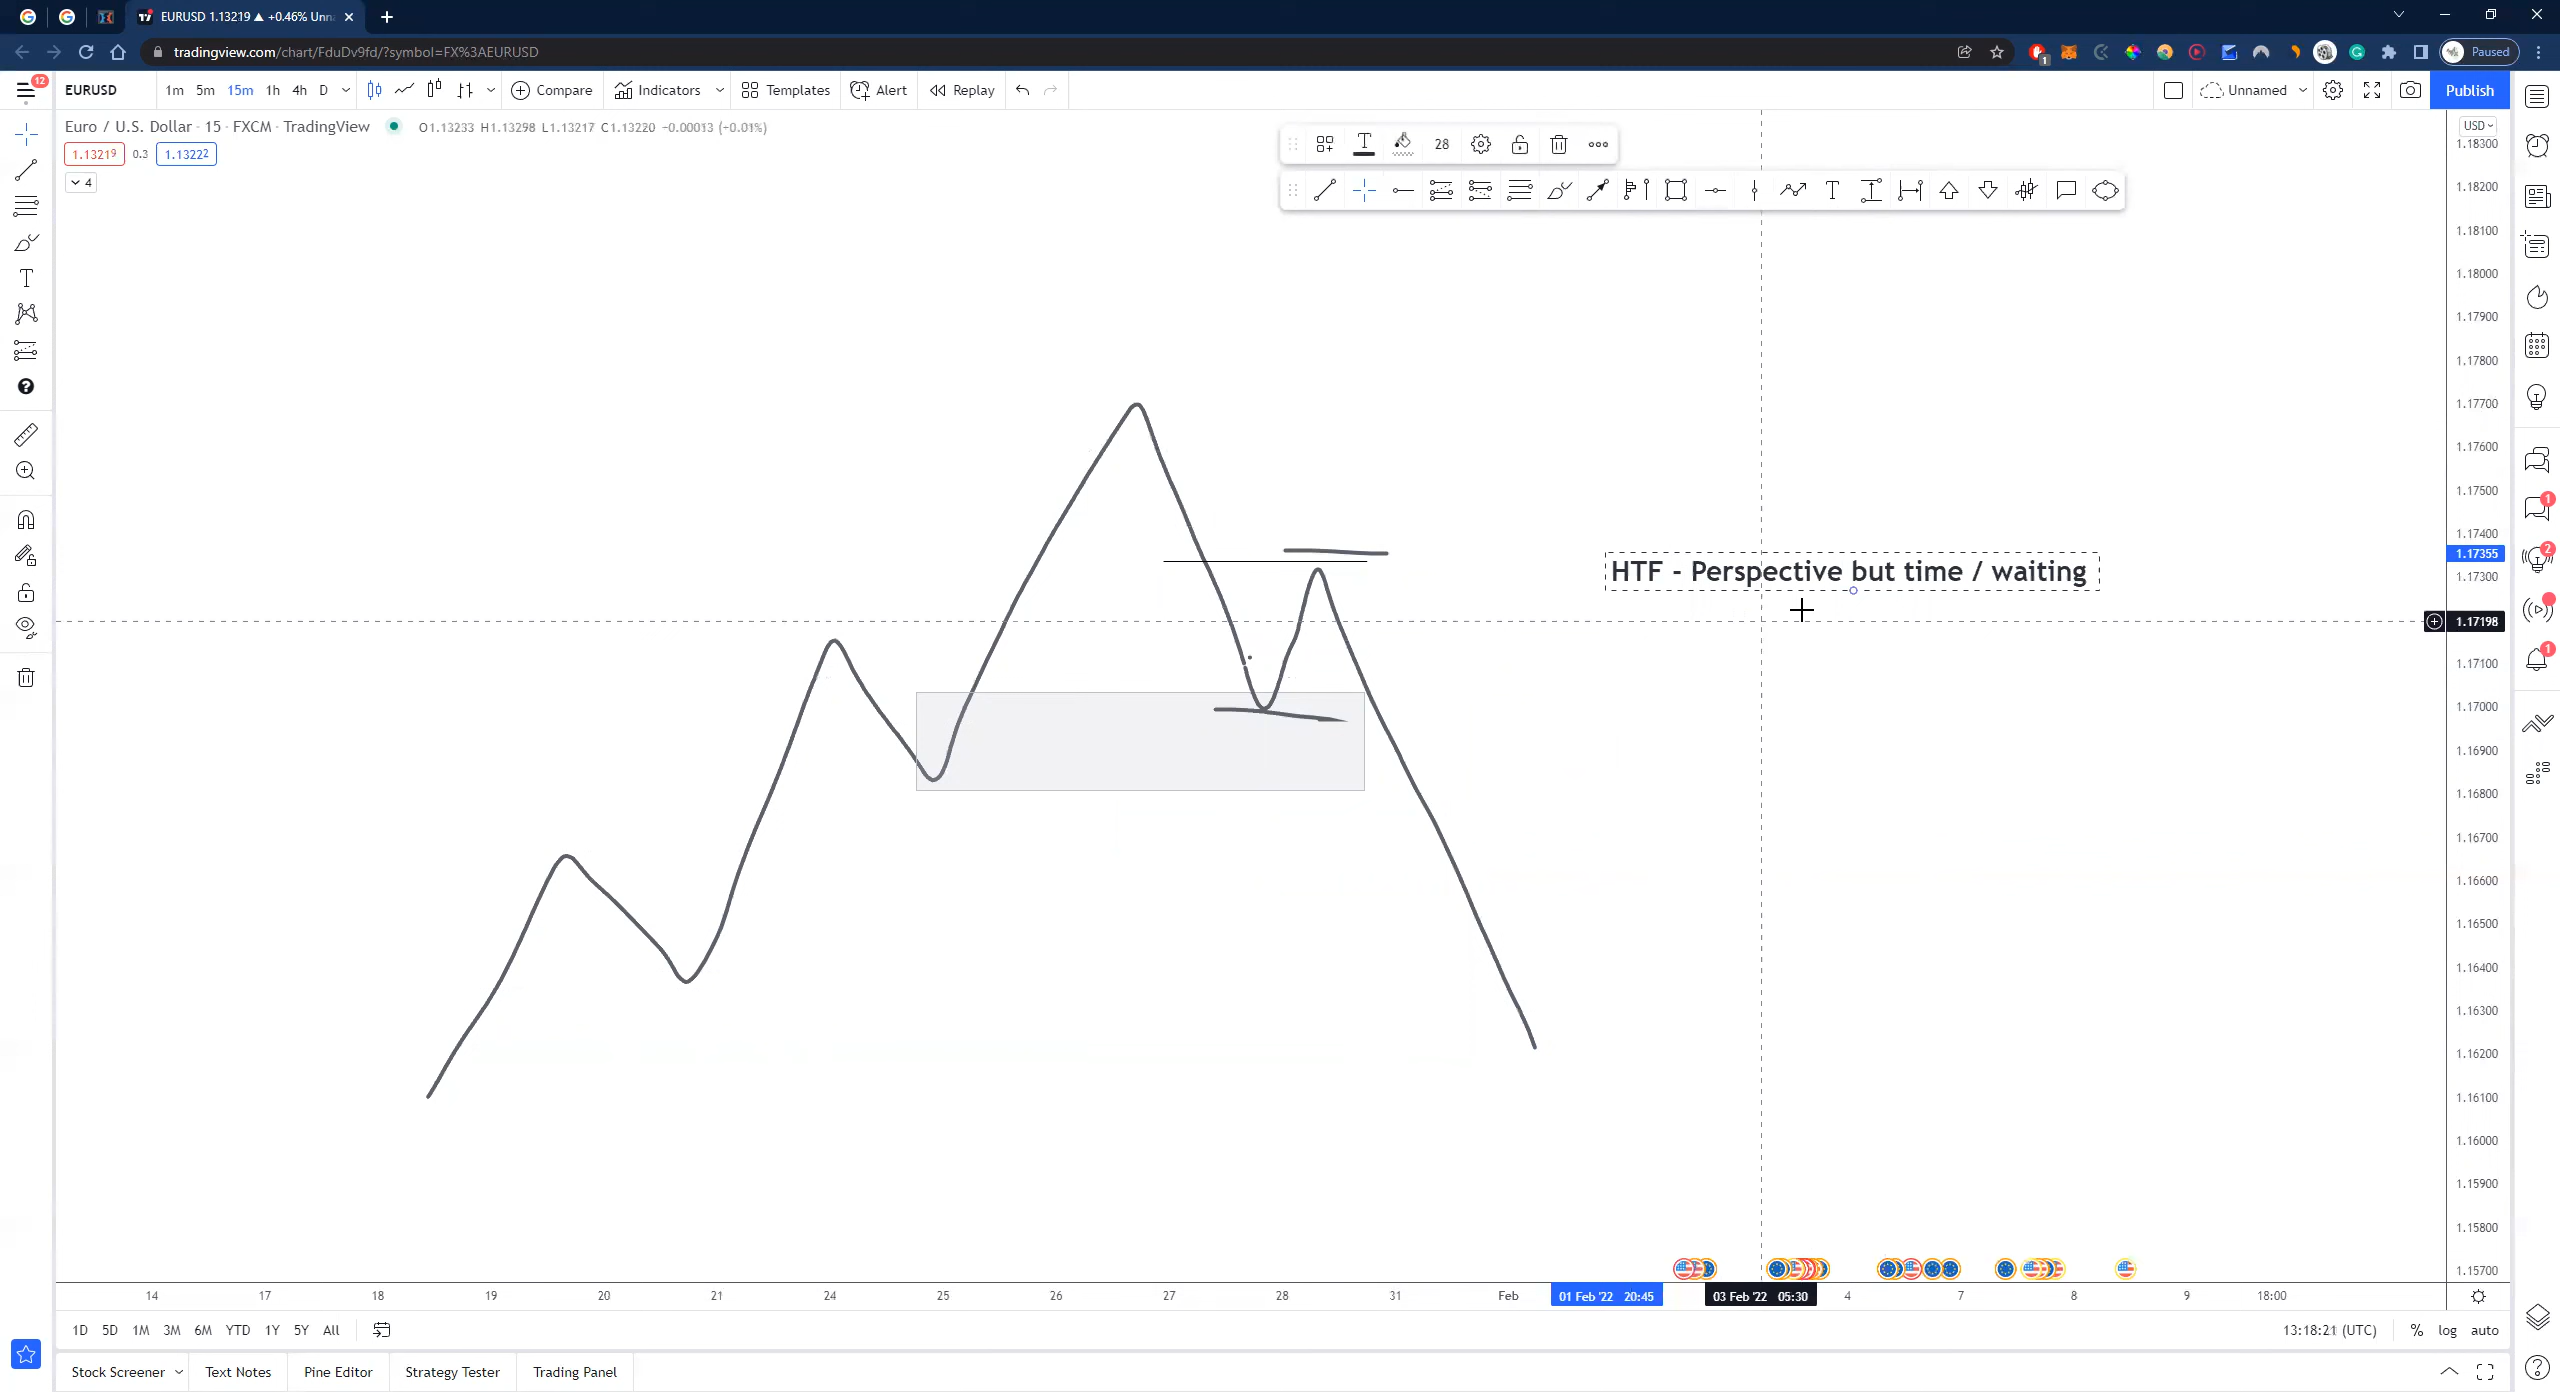 EURUSD 1.13219 ▲ +0.46% Unna
tradingview.com/chart/FduDv9fd/?symbol=FX%3AEURUSD
1
Paused
12
EURUSD
1m 5m 15m 1h 4h D
Compare
Indicators
Templates
Alert
Replay
Unnamed
Publish
Euro / U.S. Dollar · 15 · FXCM · TradingView
O1.13233 H1.13298 L1.13217 C1.13220 −0.00013 (+0.01%)
1.13219 0.3 1.13222
4
28
USD
1.18300
1.18200
1.18100
1.18000
1.17900
1.17800
1.17700
1.17600
1.17500
1.17400
1.17355
1.17300
1.17198
1.17100
1.17000
1.16900
1.16800
1.16700
1.16600
1.16500
1.16400
1.16300
1.16200
1.16100
1.16000
1.15900
1.15800
1.15700
HTF - Perspective but time / waiting
1
2
1
14 17 18 19 20 21 24 25 26 27 28 31 Feb 01 Feb '22 20:45 03 Feb '22 05:30 4 7 8 9 18:00
1D 5D 1M 3M 6M YTD 1Y 5Y All
13:18:21 (UTC) % log auto
Stock Screener Text Notes Pine Editor Strategy Tester Trading Panel